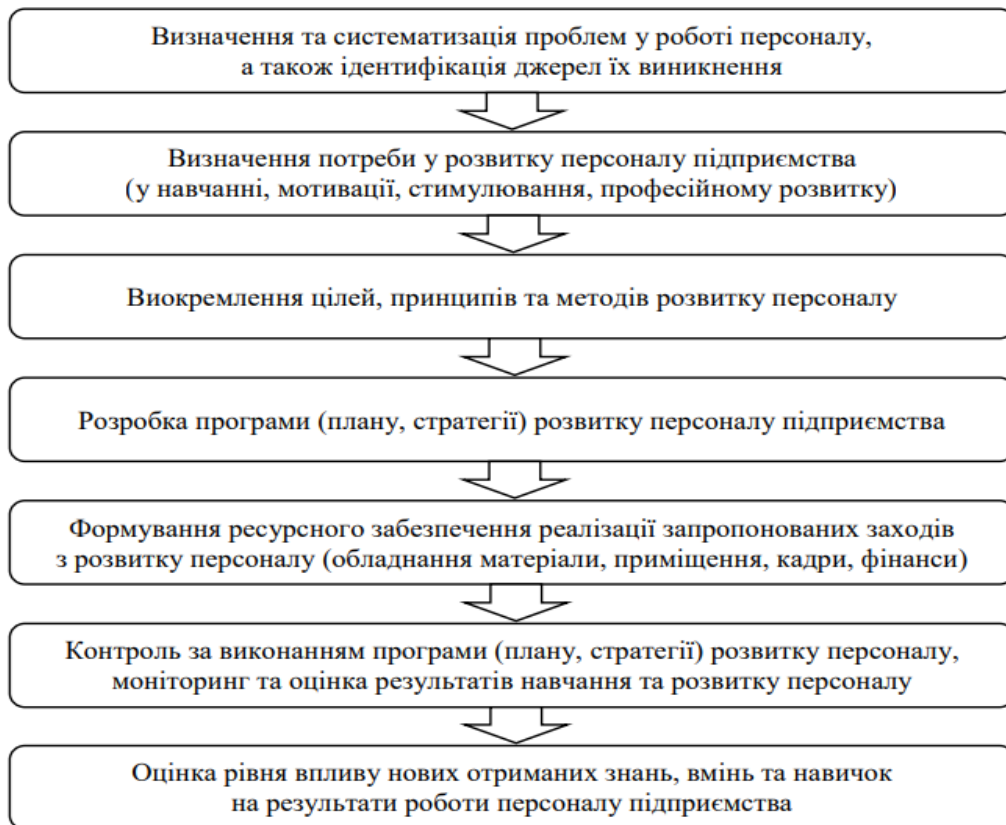 Визначення та систематизація проблем у роботі персоналу,
а також ідентифікація джерел їх виникнення
Визначення потреби у розвитку персоналу підприємства
(у навчанні, мотивації, стимулювання, професійному розвитку)
Виокремлення цілей, принципів та методів розвитку персоналу
Розробка програми (плану, стратегії) розвитку персоналу підприємства
Формування ресурсного забезпечення реалізації запропонованих заходів
з розвитку персоналу (обладнання матеріали, приміщення, кадри, фінанси)
Контроль за виконанням програми (плану, стратегії) розвитку персоналу,
моніторинг та оцінка результатів навчання та розвитку персоналу
Оцінка рівня впливу нових отриманих знань, вмінь та навичок
на результати роботи персоналу підприємства